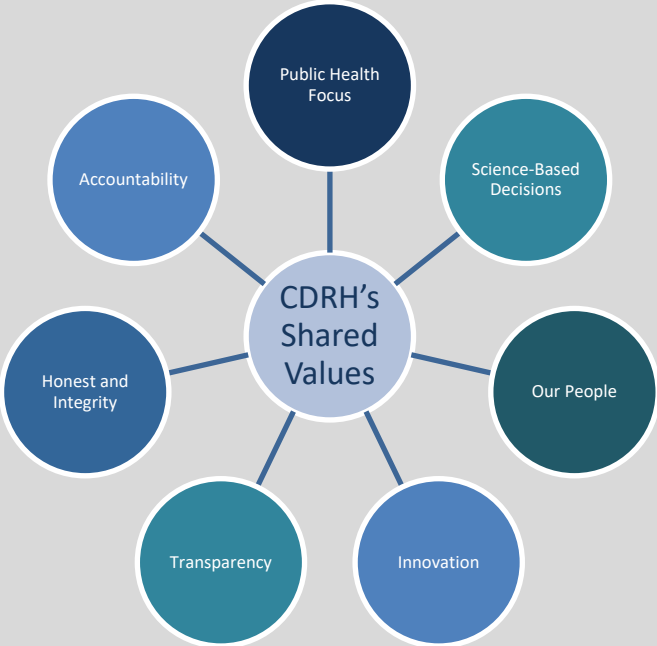 Public Health
Focus
Science-Based
Decisions
Our People
Innovation
Transparency
Honest and
Integrity
Accountability
CDRH’s
Shared
Values